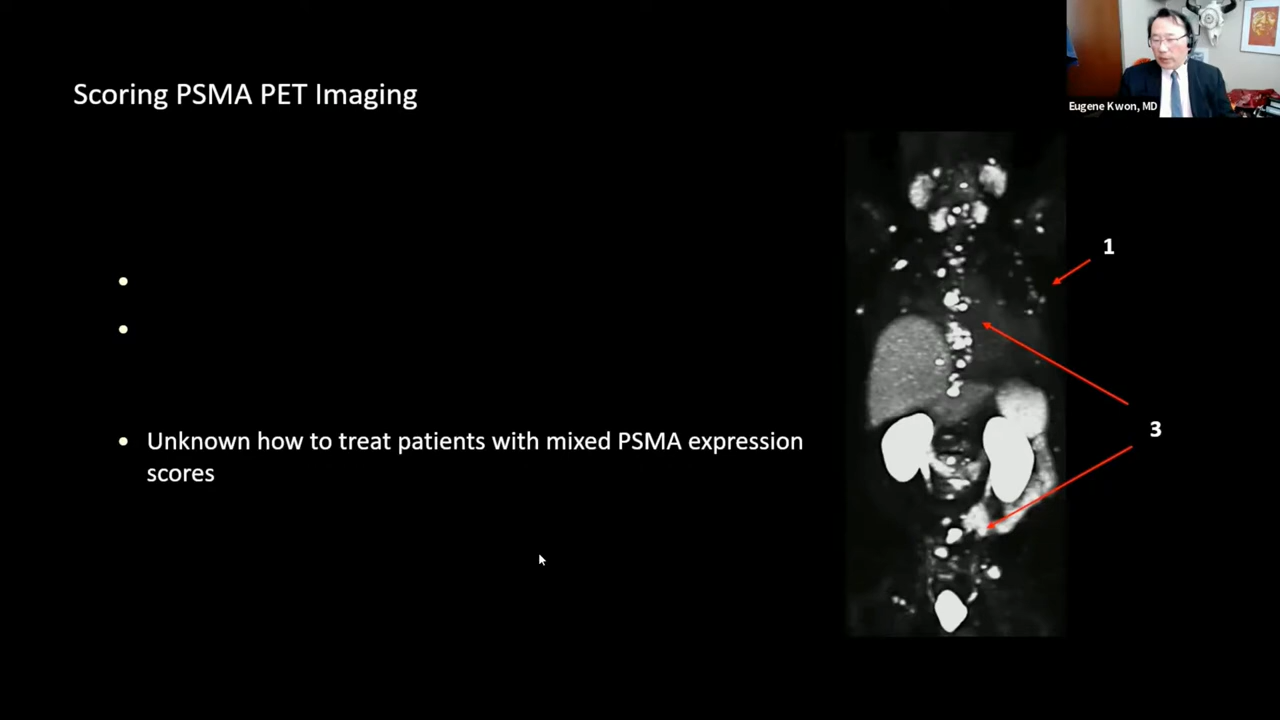 Scoring PSMA PET Imaging
Eugene Kwon, MD
1
3
• 
• 
• Unknown how to treat patients with mixed PSMA expression
scores